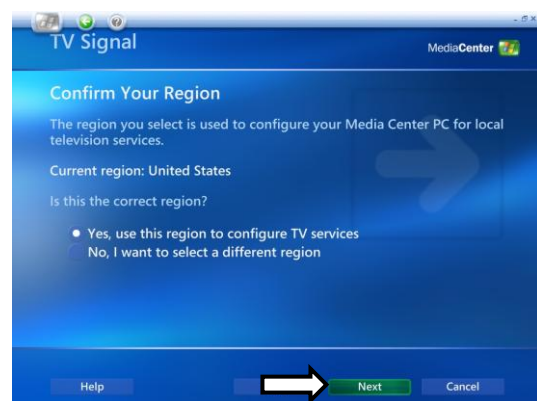 TV Signal
MediaCenter
Confirm Your Region
The region you select is used to configure your Media Center PC for local
television services.
Current region: United States
Is this the correct region?
Yes, use this region to configure TV services
No, I want to select a different region
Help
Next
Cancel